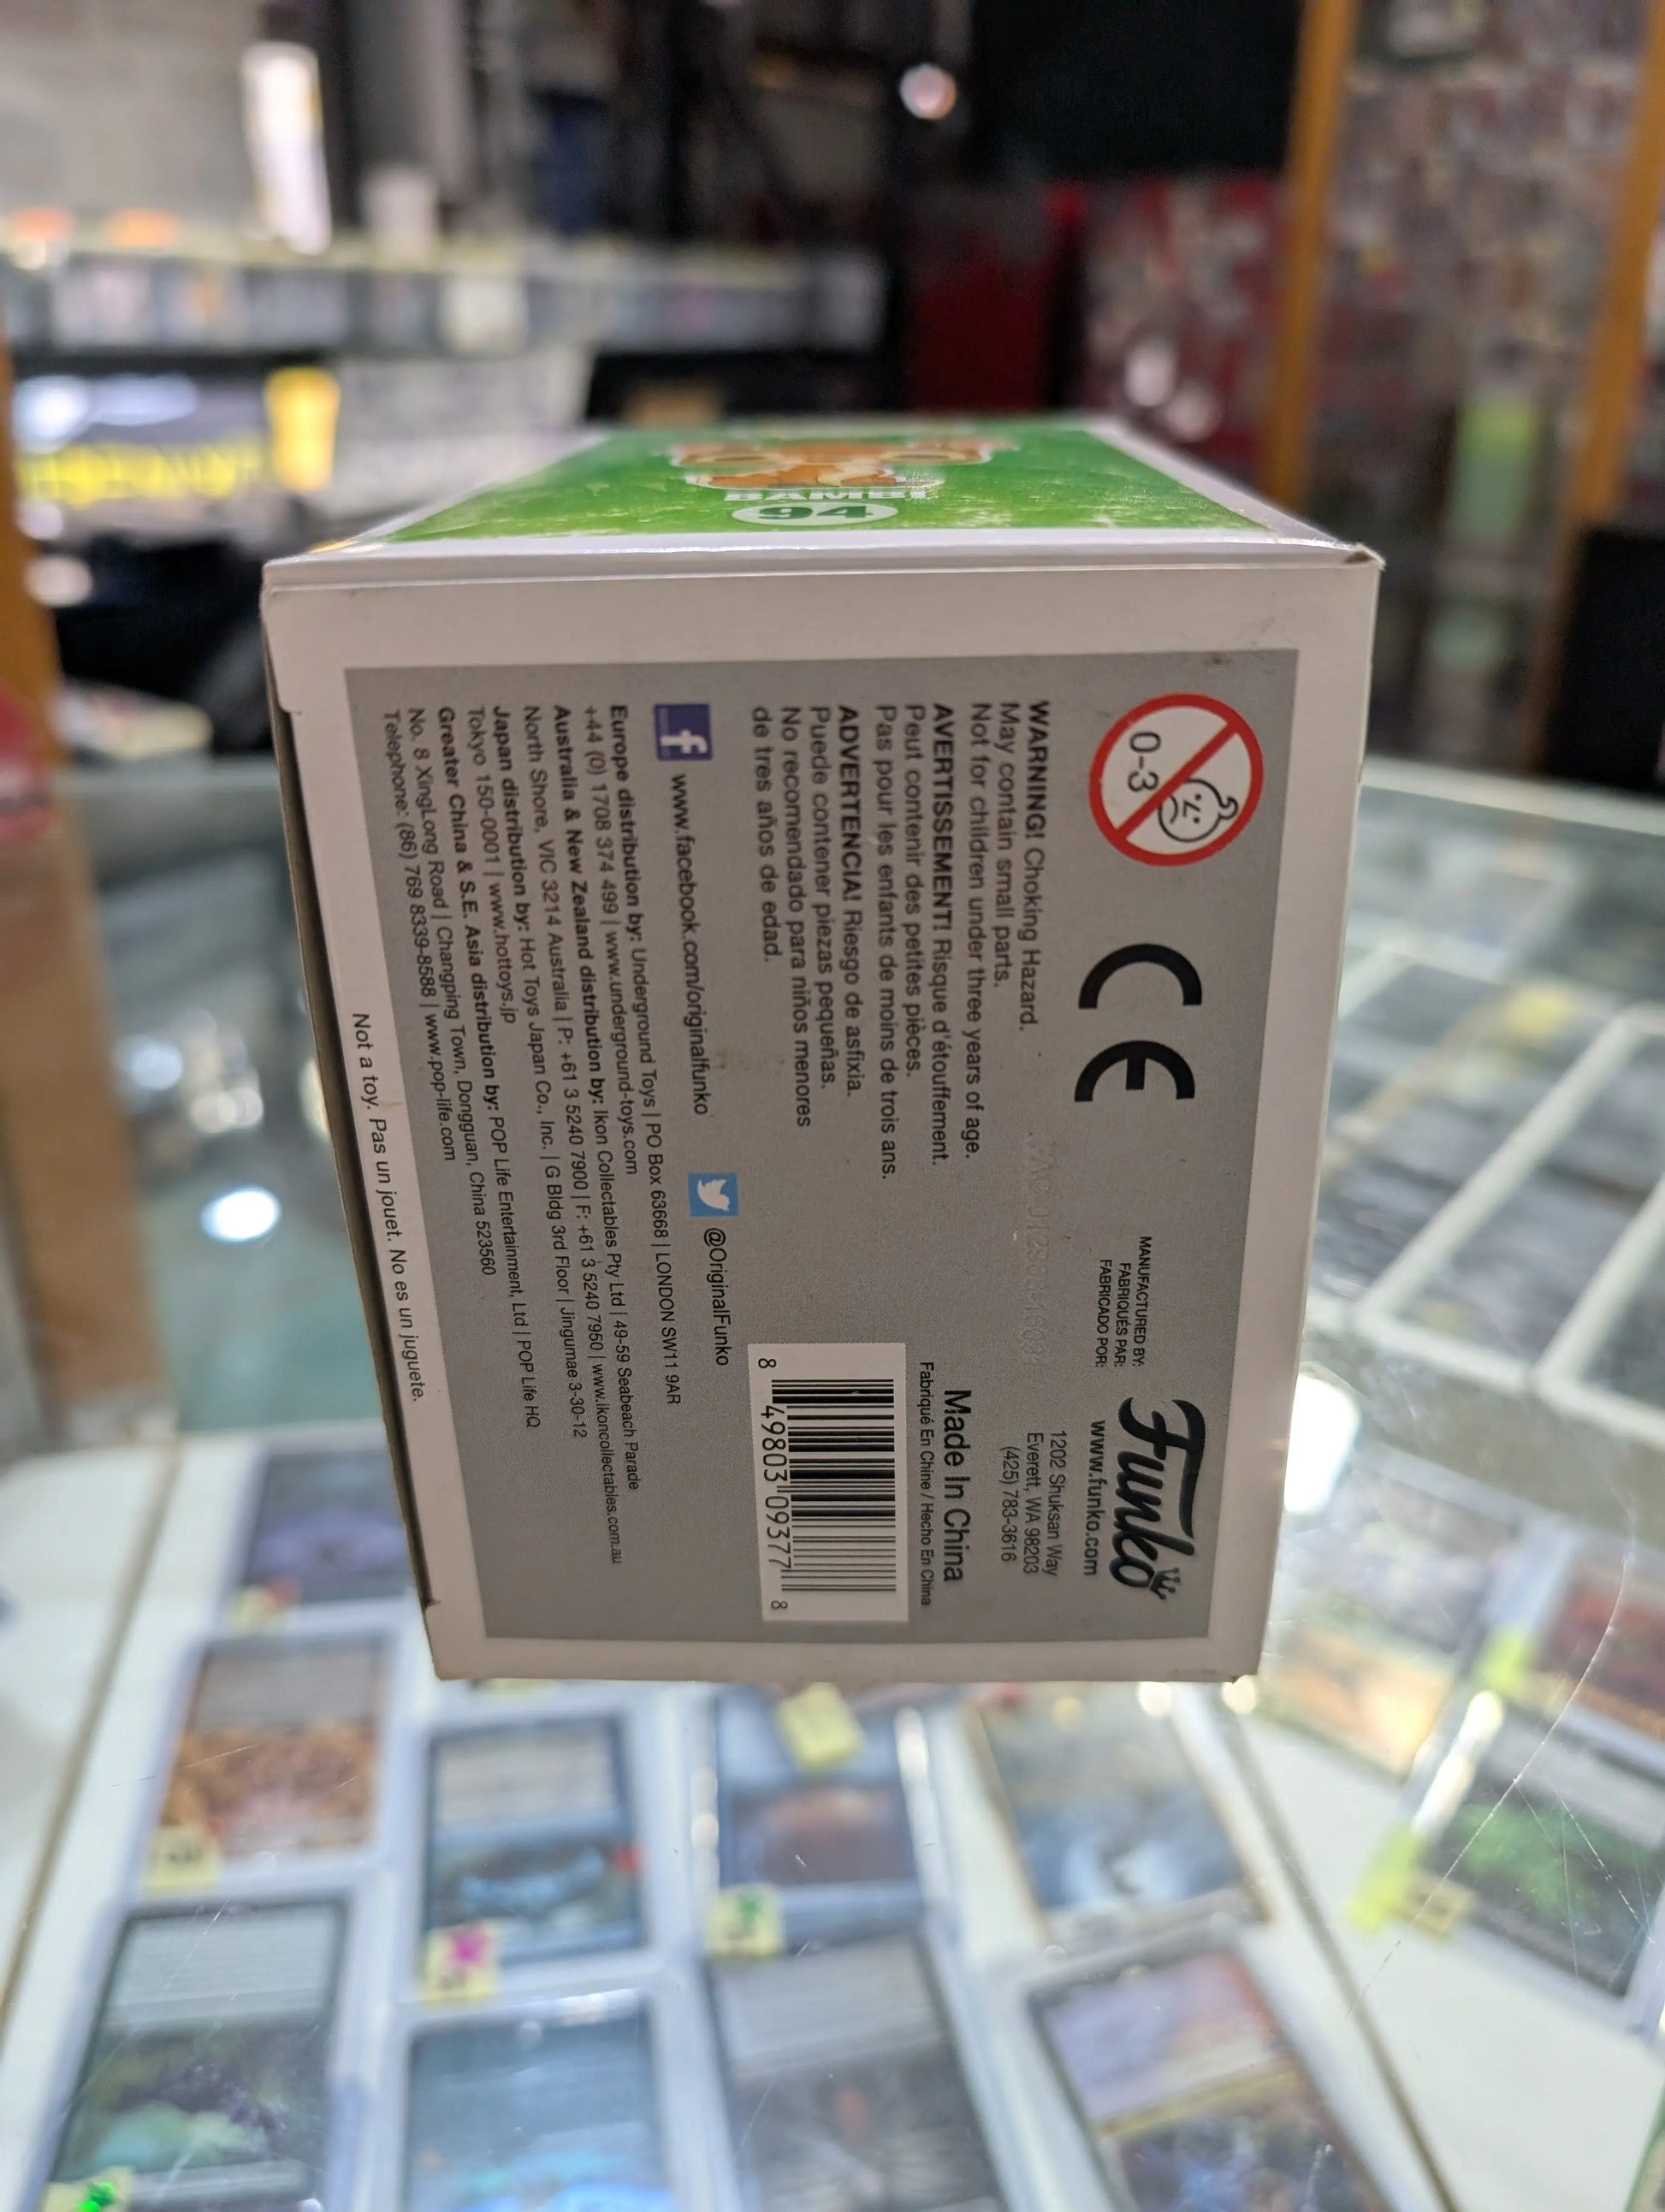 BAMBI
94
0-3
CE
MANUFACTURED BY:
FABRIQUÉS PAR:
FABRICADO POR:
Funko
www.funko.com
1202 Shuksan Way
Everett, WA 98203
(425) 783-3616
WARNING! Choking Hazard.
May contain small parts.
Not for children under three years of age.
AVERTISSEMENT! Risque d'étouffement.
Peut contenir des petites pièces.
Pas pour les enfants de moins de trois ans.
ADVERTENCIA! Riesgo de asfixia.
Puede contener piezas pequeñas.
No recomendado para niños menores
de tres años de edad.
Made In China
Fabriqué En Chine / Hecho En China
8 49803 09377 8
f www.facebook.com/originalfunko
@OriginalFunko
Europe distribution by: Underground Toys | PO Box 63668 | LONDON SW11 9AR
+44 (0) 1708 374 499 | www.underground-toys.com
Australia & New Zealand distribution by: Ikon Collectables Pty Ltd | 49-59 Seabeach Parade
North Shore, VIC 3214 Australia | P: +61 3 5240 7900 | F: +61 3 5240 7950 | www.ikoncollectables.com.au
Japan distribution by: Hot Toys Japan Co., Inc. | G Bldg 3rd Floor | Jingumae 3-30-12
Tokyo 150-0001 | www.hottoys.jp
Greater China & S.E. Asia distribution by: POP Life Entertainment, Ltd | POP Life HQ
No. 8 XingLong Road | Changping Town, Dongguan, China 523560
Telephone: (86) 769 8339-8588 | www.pop-life.com
Not a toy. Pas un jouet. No es un juguete.